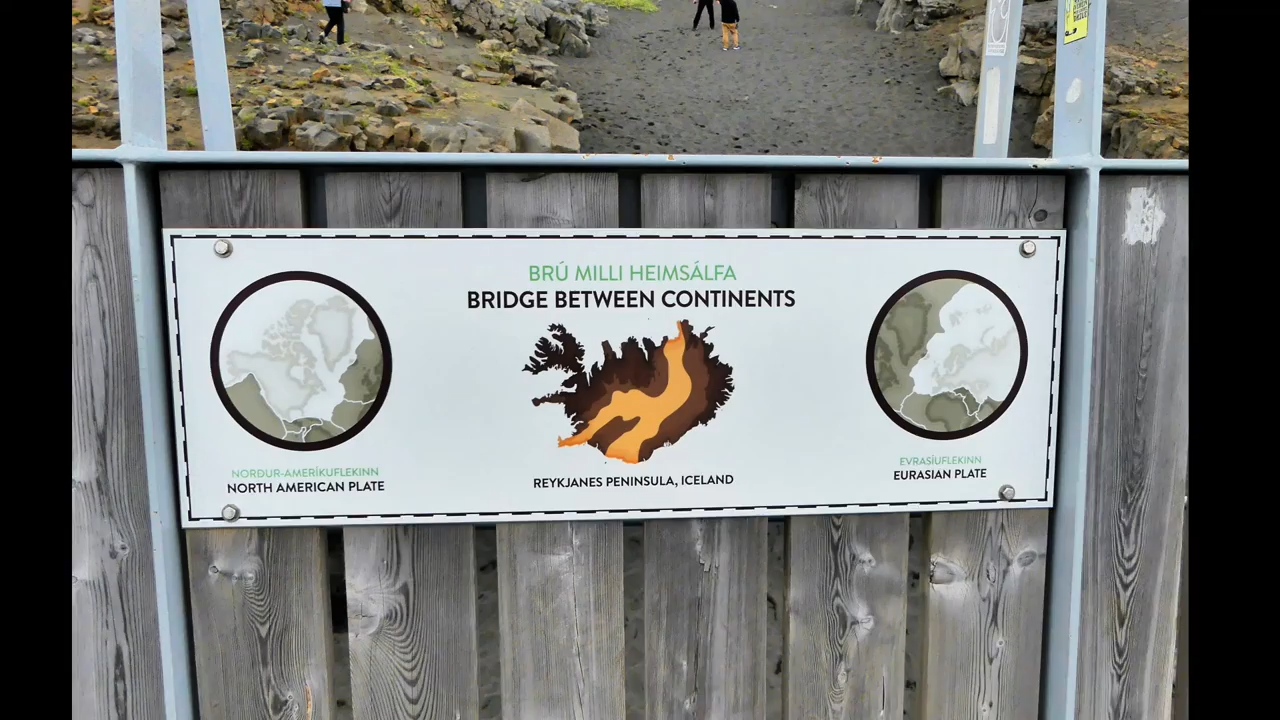 BRÚ MILLI HEIMSÁLFA
BRIDGE BETWEEN CONTINENTS
NORÐUR-AMERÍKUFLEKINN
NORTH AMERICAN PLATE
REYKJANES PENINSULA, ICELAND
EVRASÍUFLEKINN
EURASIAN PLATE